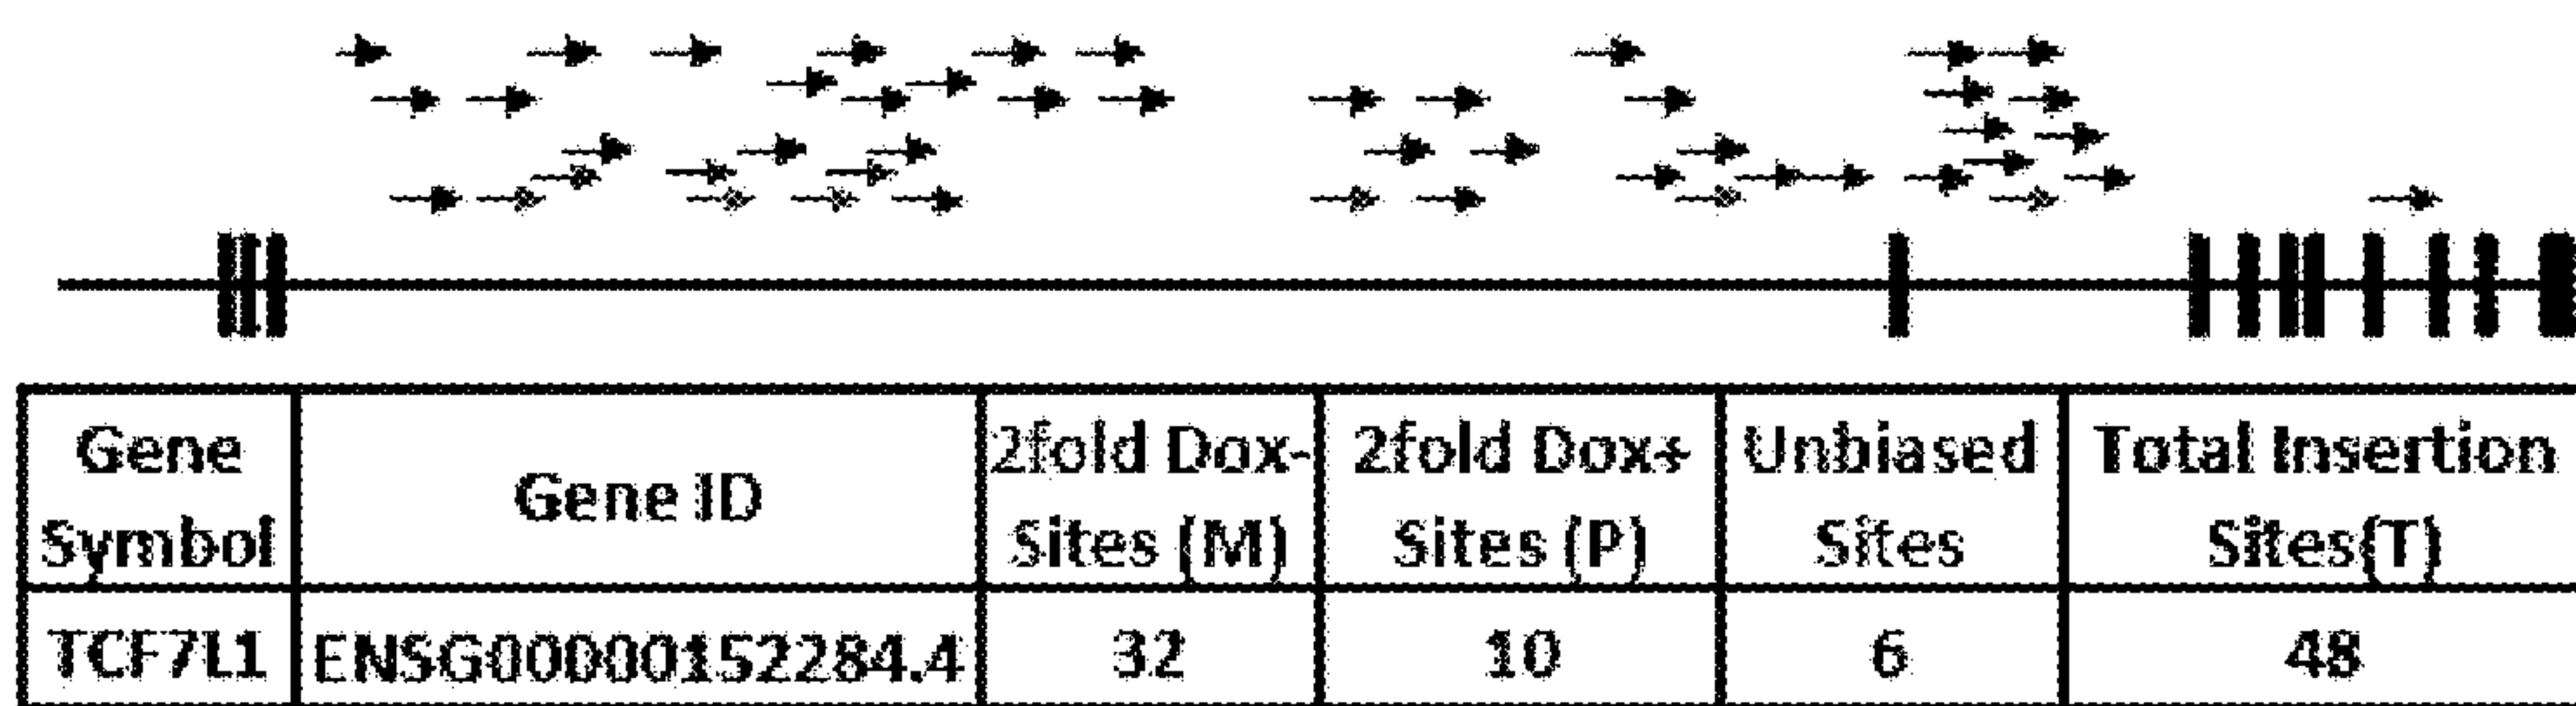 Gene Symbol
Gene ID
2fold Dox- Sites (M)
2fold Dox+ Sites (P)
Unbiased Sites
Total Insertion Sites(T)
TCF7L1
ENSG00000152284.4
32
10
6
48